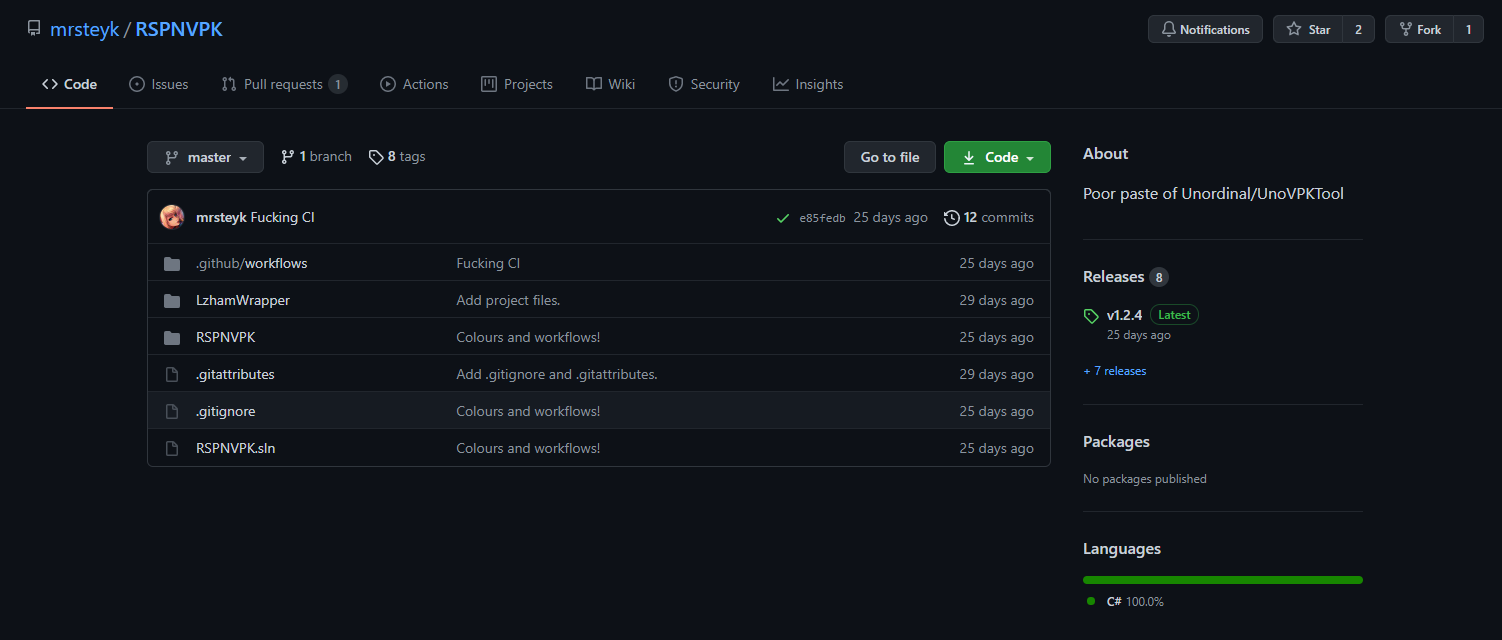 mrsteyk / RSPNVPK
Notifications Star 2 Fork 1
Code Issues Pull requests 1 Actions Projects Wiki Security Insights
master 1 branch 8 tags Go to file Code
mrsteyk Fucking CI e85fedb 25 days ago 12 commits
.github/workflows Fucking CI 25 days ago
LzhamWrapper Add project files. 29 days ago
RSPNVPK Colours and workflows! 25 days ago
.gitattributes Add .gitignore and .gitattributes. 29 days ago
.gitignore Colours and workflows! 25 days ago
RSPNVPK.sln Colours and workflows! 25 days ago
About
Poor paste of Unordinal/UnoVPKTool
Releases 8
v1.2.4 Latest
25 days ago
+ 7 releases
Packages
No packages published
Languages
C# 100.0%